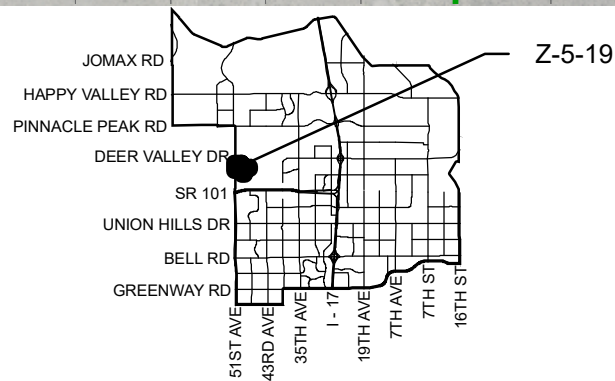 Z-5-19
JOMAX RD
HAPPY VALLEY RD
PINNACLE PEAK RD
DEER VALLEY DR
SR 101
UNION HILLS DR
BELL RD
GREENWAY RD
51ST AVE
43RD AVE
35TH AVE
I - 17
19TH AVE
7TH AVE
7TH ST
16TH ST